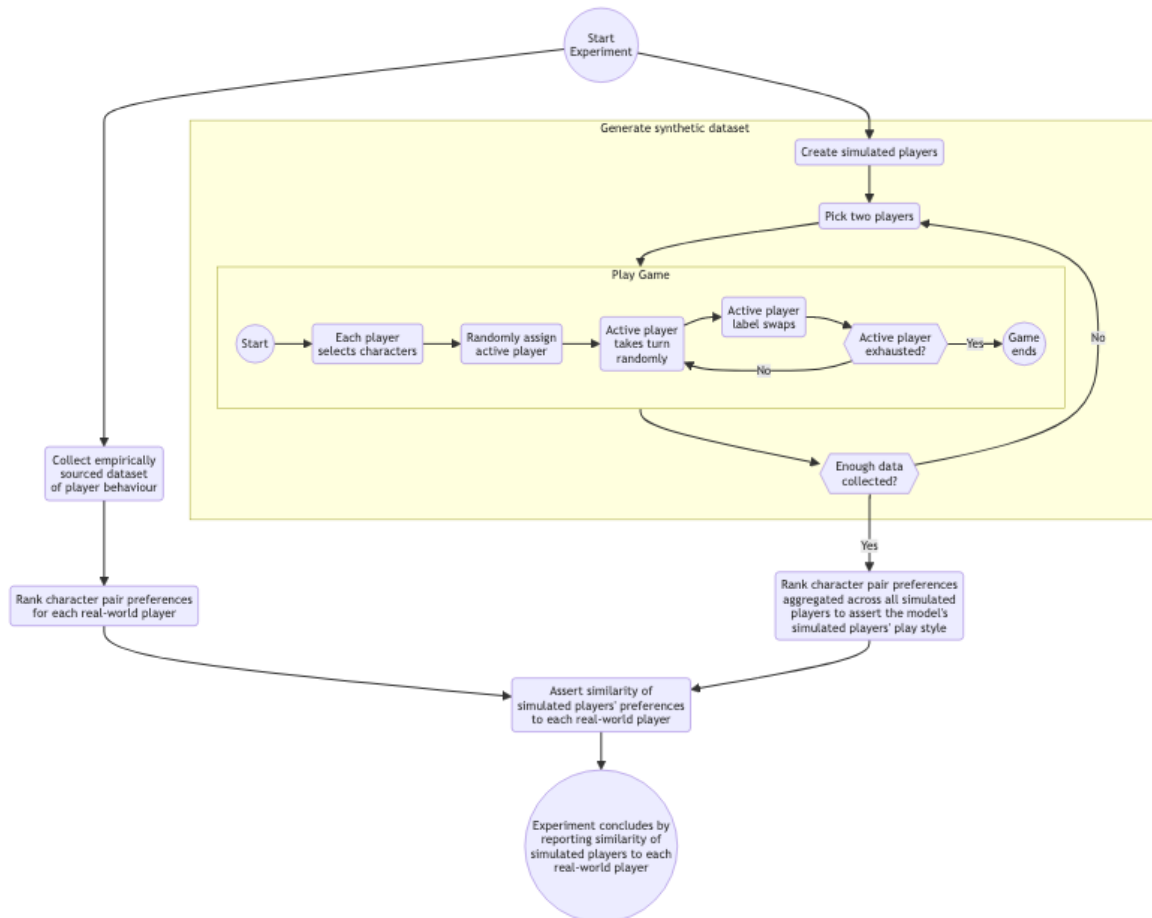 Start
Experiment
Generate synthetic dataset
Create simulated players
Pick two players
Play Game
Start
Each player
selects characters
Randomly assign
active player
Active player
takes turn
randomly
Active player
label swaps
Active player
exhausted?
Yes
Game
ends
No
No
Collect empirically
sourced dataset
of player behaviour
Enough data
collected?
Yes
Rank character pair preferences
for each real-world player
Rank character pair preferences
aggregated across all simulated
players to assert the model's
simulated players' play style
Assert similarity of
simulated players' preferences
to each real-world player
Experiment concludes by
reporting similarity of
simulated players to each
real-world player